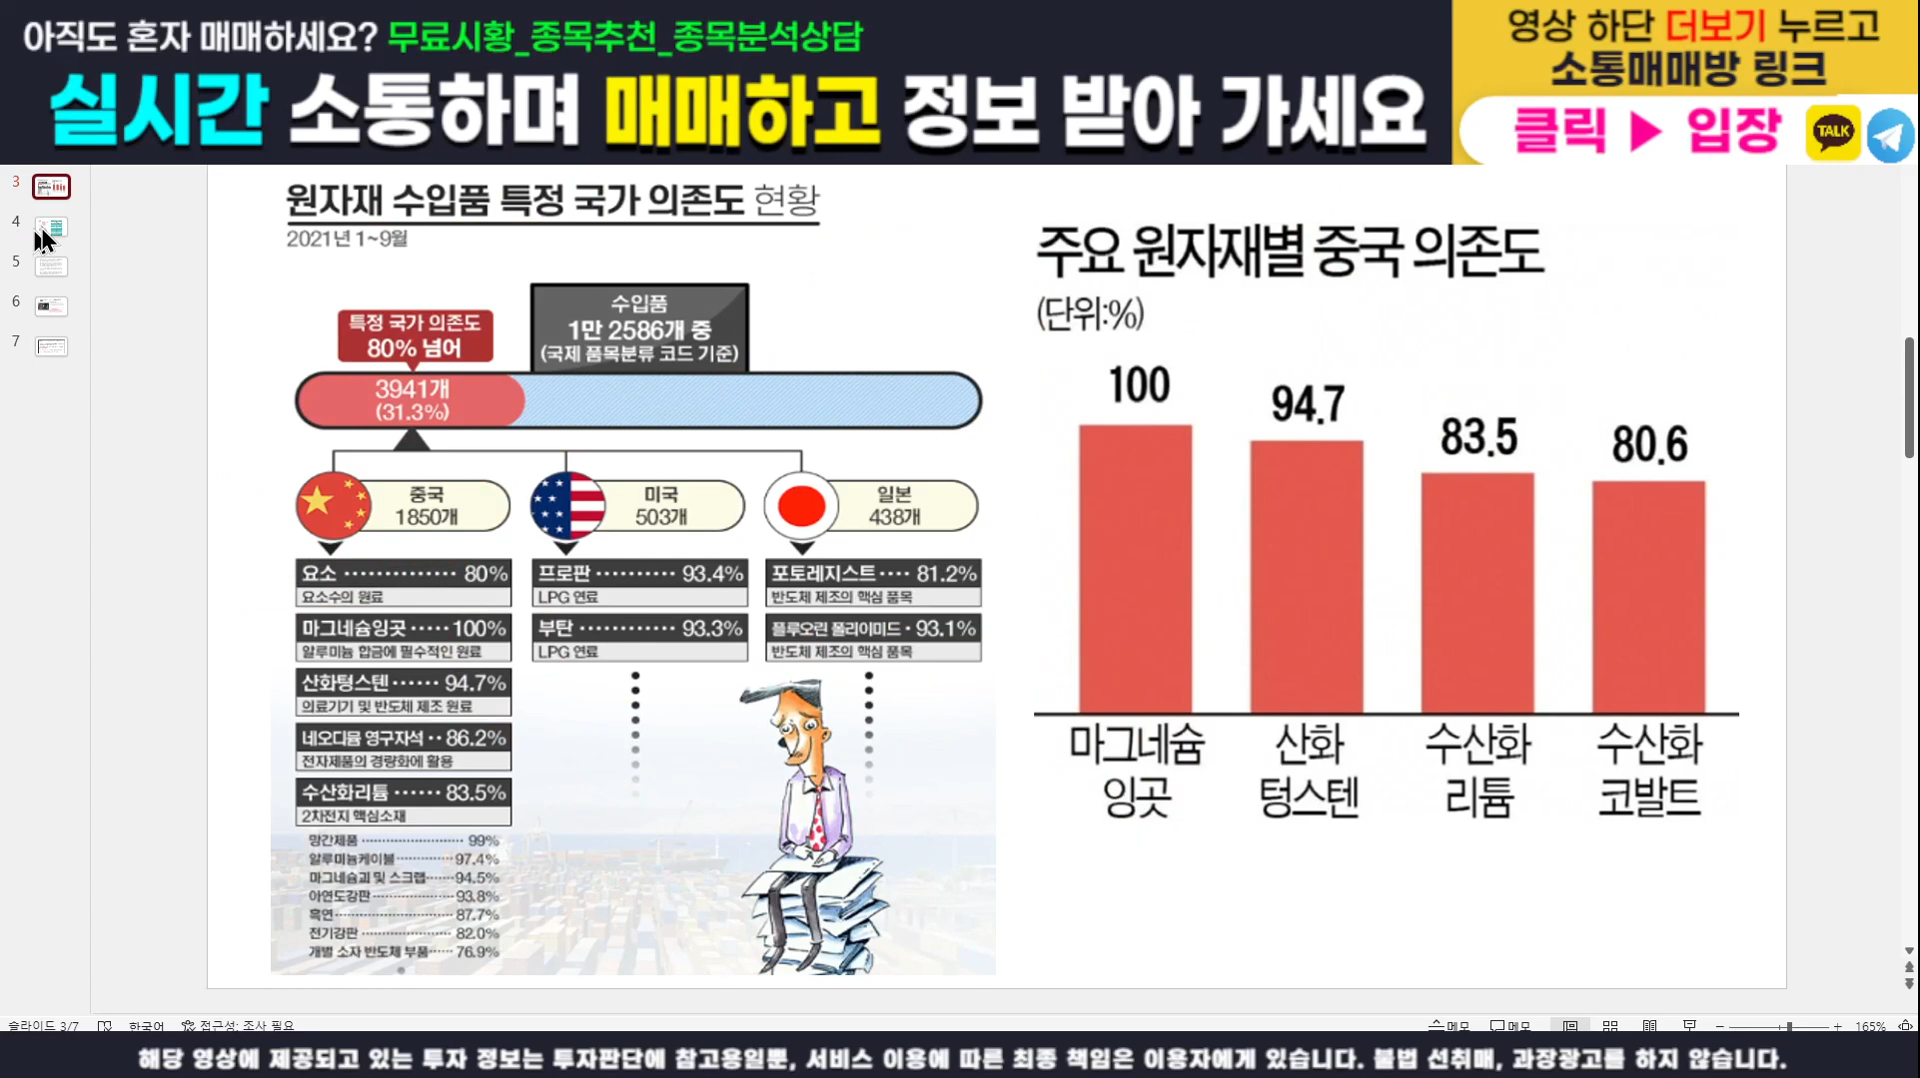 아직도 혼자 매매하세요? 무료시황_종목추천_종목분석상담
실시간 소통하며 매매하고 정보 받아 가세요
영상 하단 더보기 누르고
소통매매방 링크
클릭 ▶ 입장
TALK
3
4
5
6
7
원자재 수입품 특정 국가 의존도 현황
2021년 1~9월
특정 국가 의존도
80% 넘어
수입품
1만 2586개 중
(국제 품목분류 코드 기준)
3941개
(31.3%)
중국
1850개
미국
503개
일본
438개
요소 ·············· 80%
요소수의 원료
마그네슘잉곳 ····· 100%
알루미늄 합금에 필수적인 원료
산화텅스텐 ······ 94.7%
의료기기 및 반도체 제조 원료
네오디뮴 영구자석 ·· 86.2%
전자제품의 경량화에 활용
수산화리튬 ······ 83.5%
2차전지 핵심소재
망간제품 ······ 99%
알루미늄케이블 ······ 97.4%
마그네슘괴 및 스크랩 ······ 94.5%
아연도강판 ······ 93.8%
흑연 ······ 87.7%
전기강판 ······ 82.0%
개별 소자 반도체 부품 ······ 76.9%
프로판 ·········· 93.4%
LPG 연료
부탄 ············ 93.3%
LPG 연료
포토레지스트 ···· 81.2%
반도체 제조의 핵심 품목
플루오린 폴리이미드 · 93.1%
반도체 제조의 핵심 품목
주요 원자재별 중국 의존도
(단위:%)
100
94.7
83.5
80.6
마그네슘
잉곳
산화
텅스텐
수산화
리튬
수산화
코발트
슬라이드 3/7 한국어 접근성: 조사 필요
메모 메모 165%
해당 영상에 제공되고 있는 투자 정보는 투자판단에 참고용일뿐, 서비스 이용에 따른 최종 책임은 이용자에게 있습니다. 불법 선취매, 과장광고를 하지 않습니다.